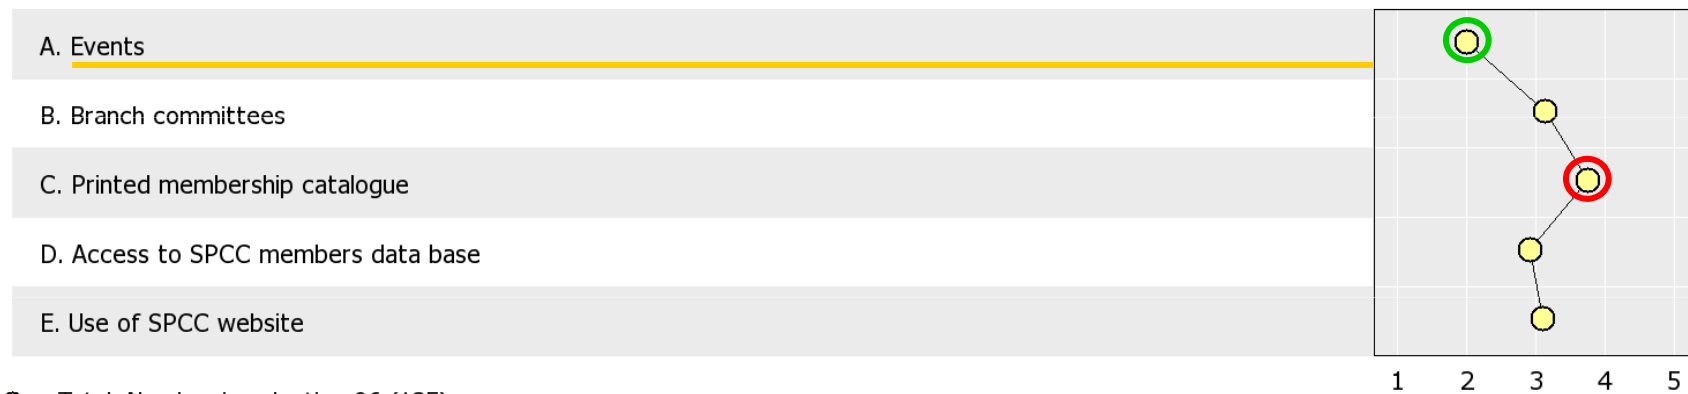 A. Events
B. Branch committees
C. Printed membership catalogue
D. Access to SPCC members data base
E. Use of SPCC website
1 2 3 4 5